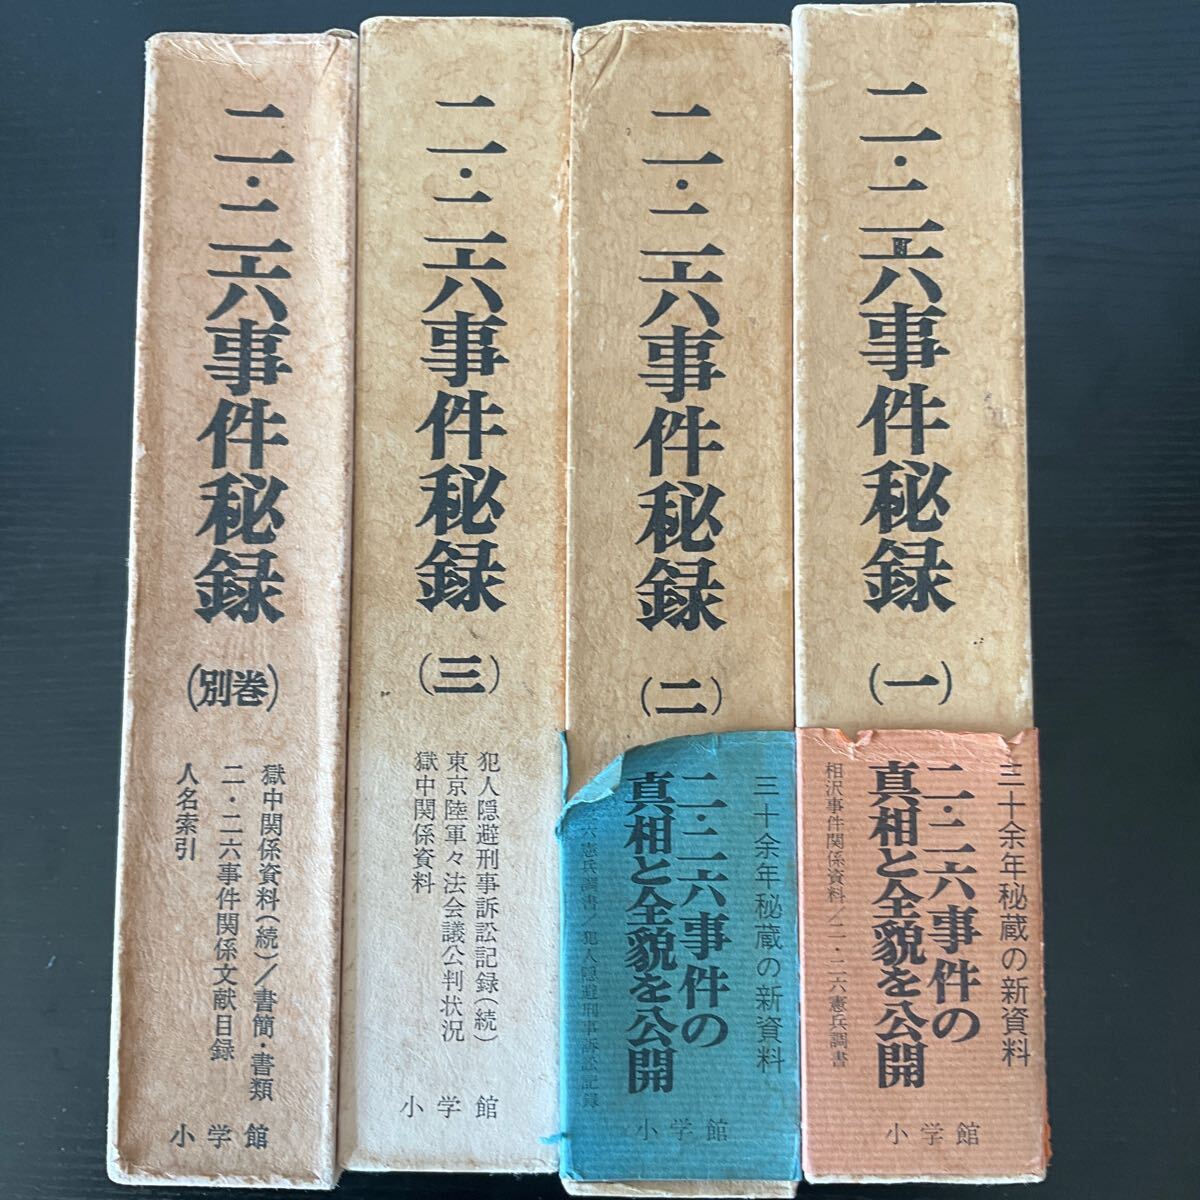 二・二六事件秘録
(一)
三十余年秘蔵の新資料
二・二六事件の
真相と全貌を公開
相沢事件関係資料/二・二六憲兵調書
小学館
二・二六事件秘録
(二)
三十余年秘蔵の新資料
二・二六事件の
真相と全貌を公開
六憲兵調書/犯人隠避刑事訴訟記録
小学館
二・二六事件秘録
(三)
犯人隠避刑事訴訟記録(続)
東京陸軍々法会議公判状況
獄中関係資料
小学館
二・二六事件秘録
(別巻)
獄中関係資料(続)/書簡・書類
二・二六事件関係文献目録
人名索引
小学館